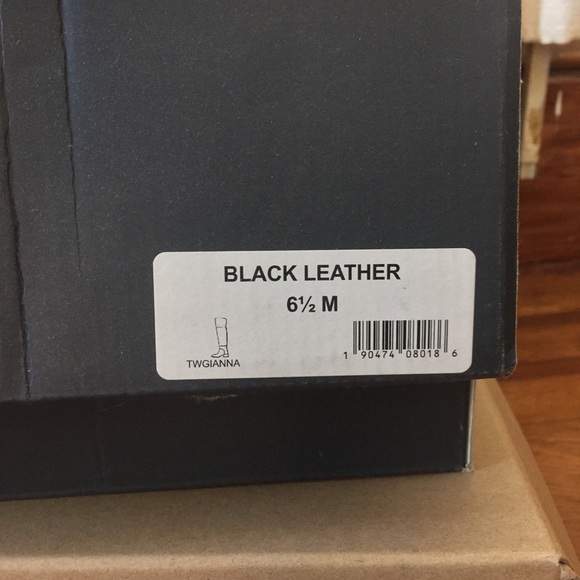 BLACK LEATHER
6½ M
TWGIANNA
1 90474 08018 6